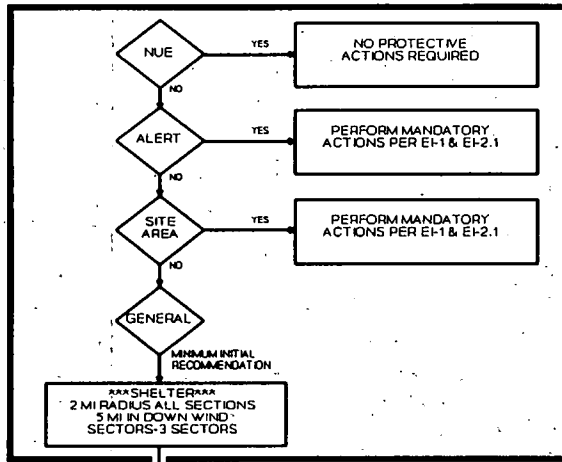 NUE
YES
NO PROTECTIVE
ACTIONS REQUIRED
NO
ALERT
YES
PERFORM MANDATORY
ACTIONS PER EI-1 & EI-2.1
NO
SITE
AREA
YES
PERFORM MANDATORY
ACTIONS PER EI-1 & EI-2.1
NO
GENERAL
MINIMUM INITIAL
RECOMMENDATION
***SHELTER***
2 MI RADIUS ALL SECTIONS
5 MI IN DOWN WIND
SECTORS-3 SECTORS